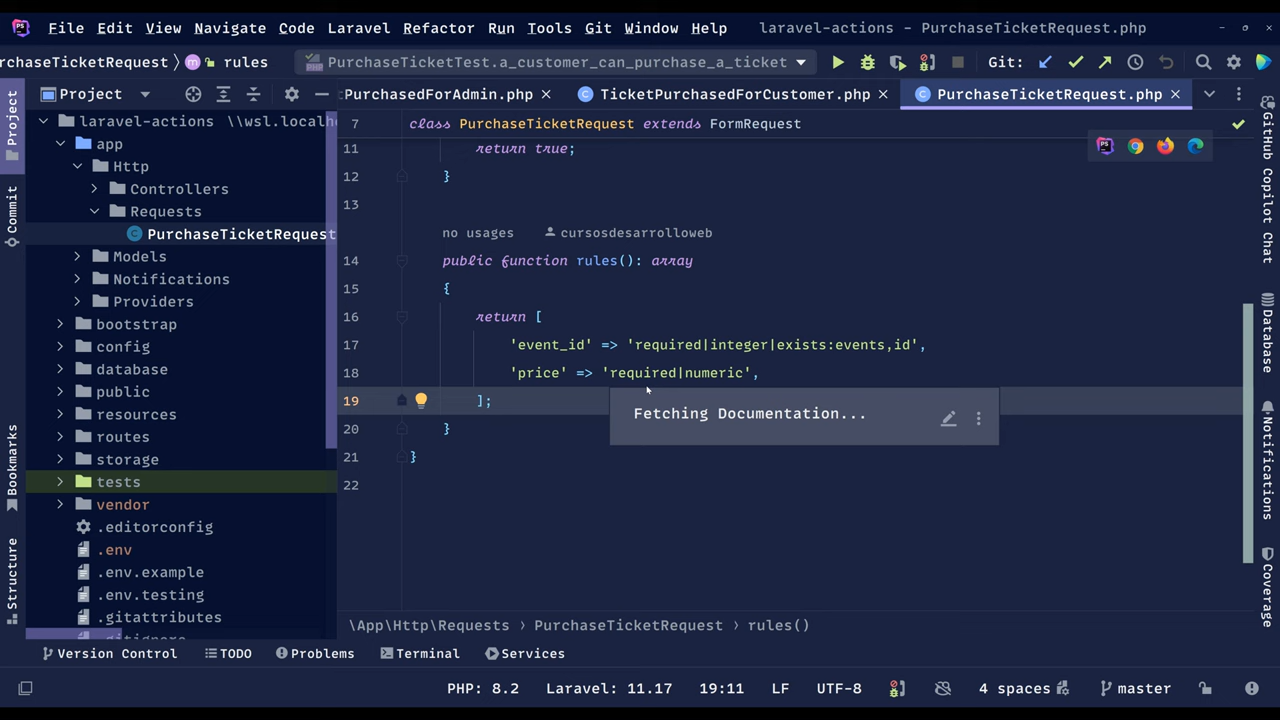 PS File Edit View Navigate Code Laravel Refactor Run Tools Git Window Help laravel-actions – PurchaseTicketRequest.php
rchaseTicketRequest rules PurchaseTicketTest.a_customer_can_purchase_a_ticket Git:
Project PurchasedForAdmin.php TicketPurchasedForCustomer.php PurchaseTicketRequest.php
Project
Commit
Bookmarks
Structure
laravel-actions \\wsl.localh
app
Http
Controllers
Requests
PurchaseTicketRequest
Models
Notifications
Providers
bootstrap
config
database
public
resources
routes
storage
tests
vendor
.editorconfig
.env
.env.example
.env.testing
.gitattributes
.gitignore
7 class PurchaseTicketRequest extends FormRequest
11 return true;
12 }
13
no usages cursosdesarrolloweb
14 public function rules(): array
15 {
16 return [
17 'event_id' => 'required|integer|exists:events,id',
18 'price' => 'required|numeric',
19 ];
Fetching Documentation...
20 }
21 }
22
GitHub Copilot Chat
Database
Notifications
Coverage
\App\Http\Requests › PurchaseTicketRequest › rules()
Version Control TODO Problems Terminal Services
PHP: 8.2 Laravel: 11.17 19:11 LF UTF-8 4 spaces master